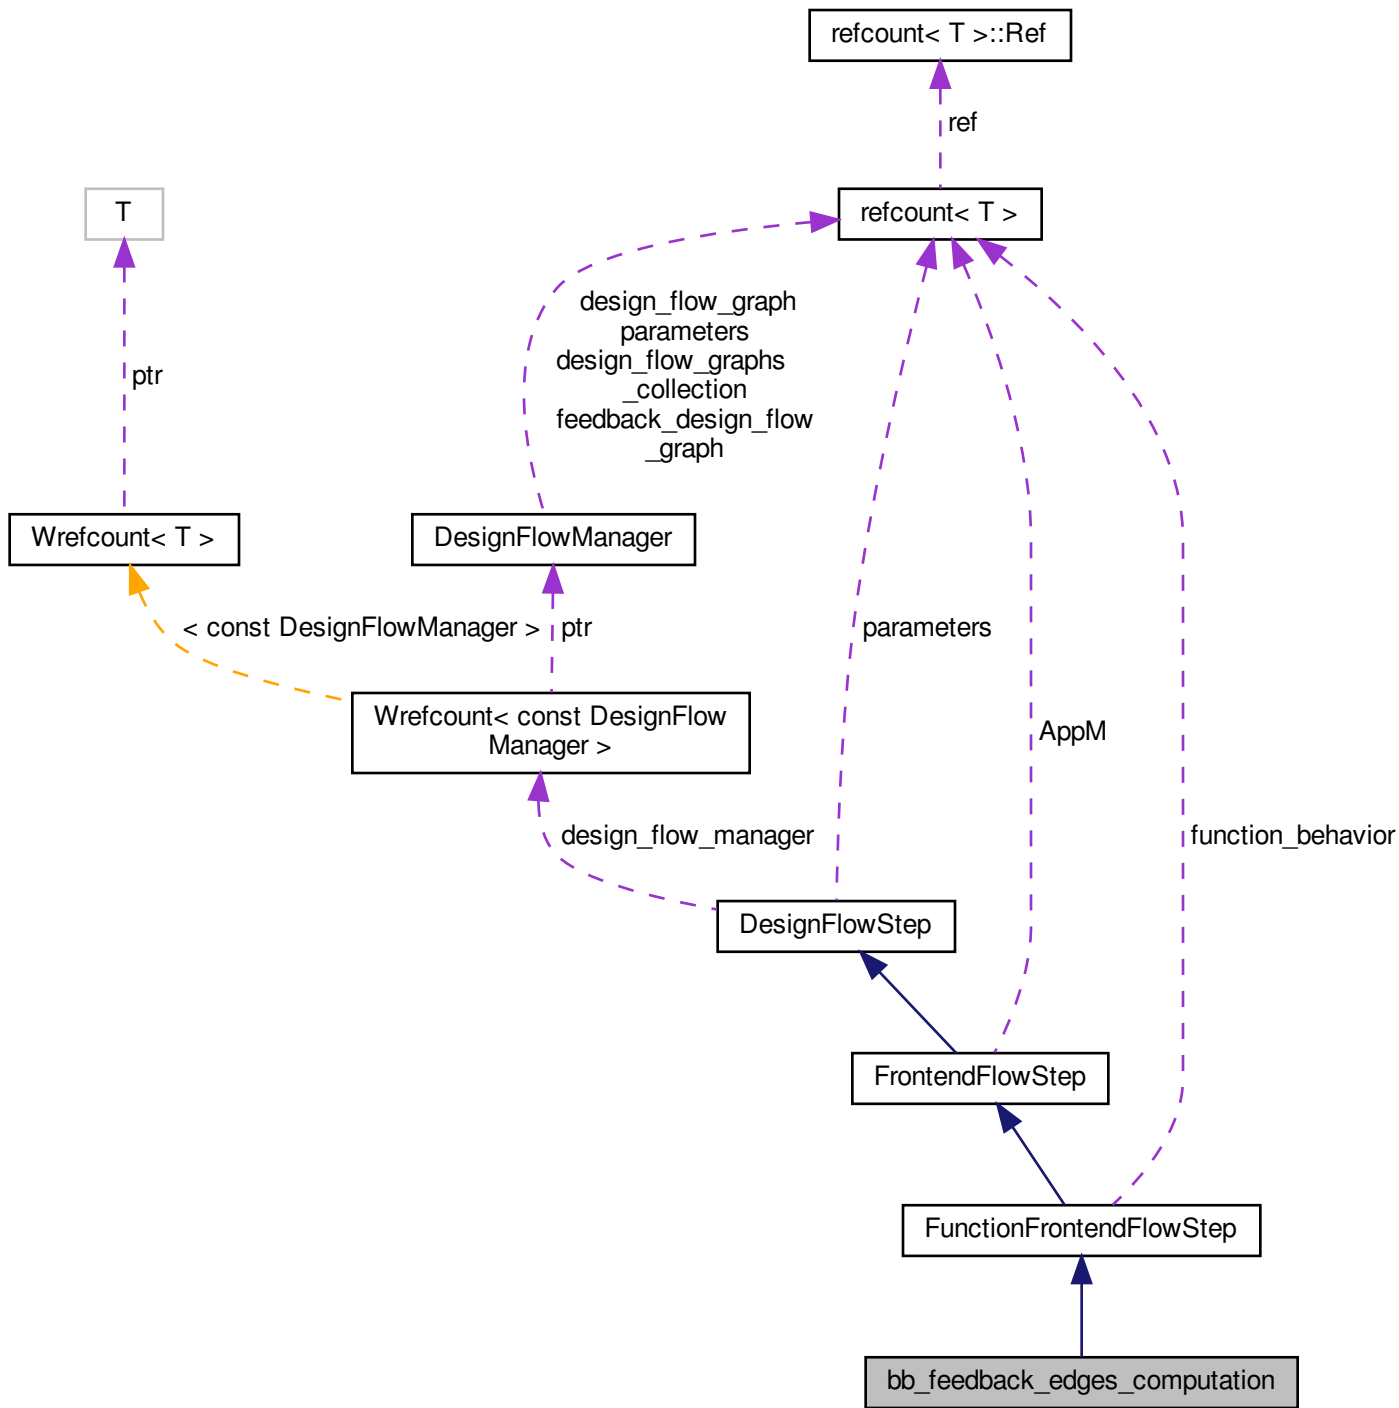 refcount< T >::Ref
ref
T
refcount< T >
design_flow_graph
parameters
design_flow_graphs
_collection
feedback_design_flow
_graph
ptr
Wrefcount< T >
DesignFlowManager
< const DesignFlowManager >
ptr
parameters
Wrefcount< const DesignFlow
Manager >
AppM
design_flow_manager
function_behavior
DesignFlowStep
FrontendFlowStep
FunctionFrontendFlowStep
bb_feedback_edges_computation